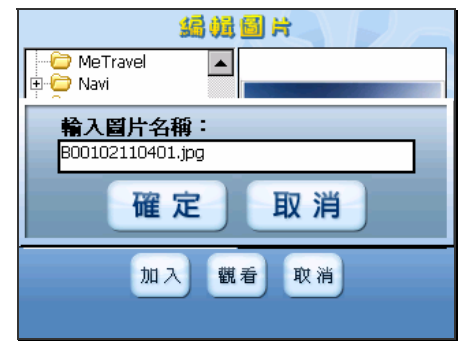 編輯圖片
MeTravel
Navi
輸入圖片名稱：
B00102110401.jpg
確定 取消
加入 觀看 取消